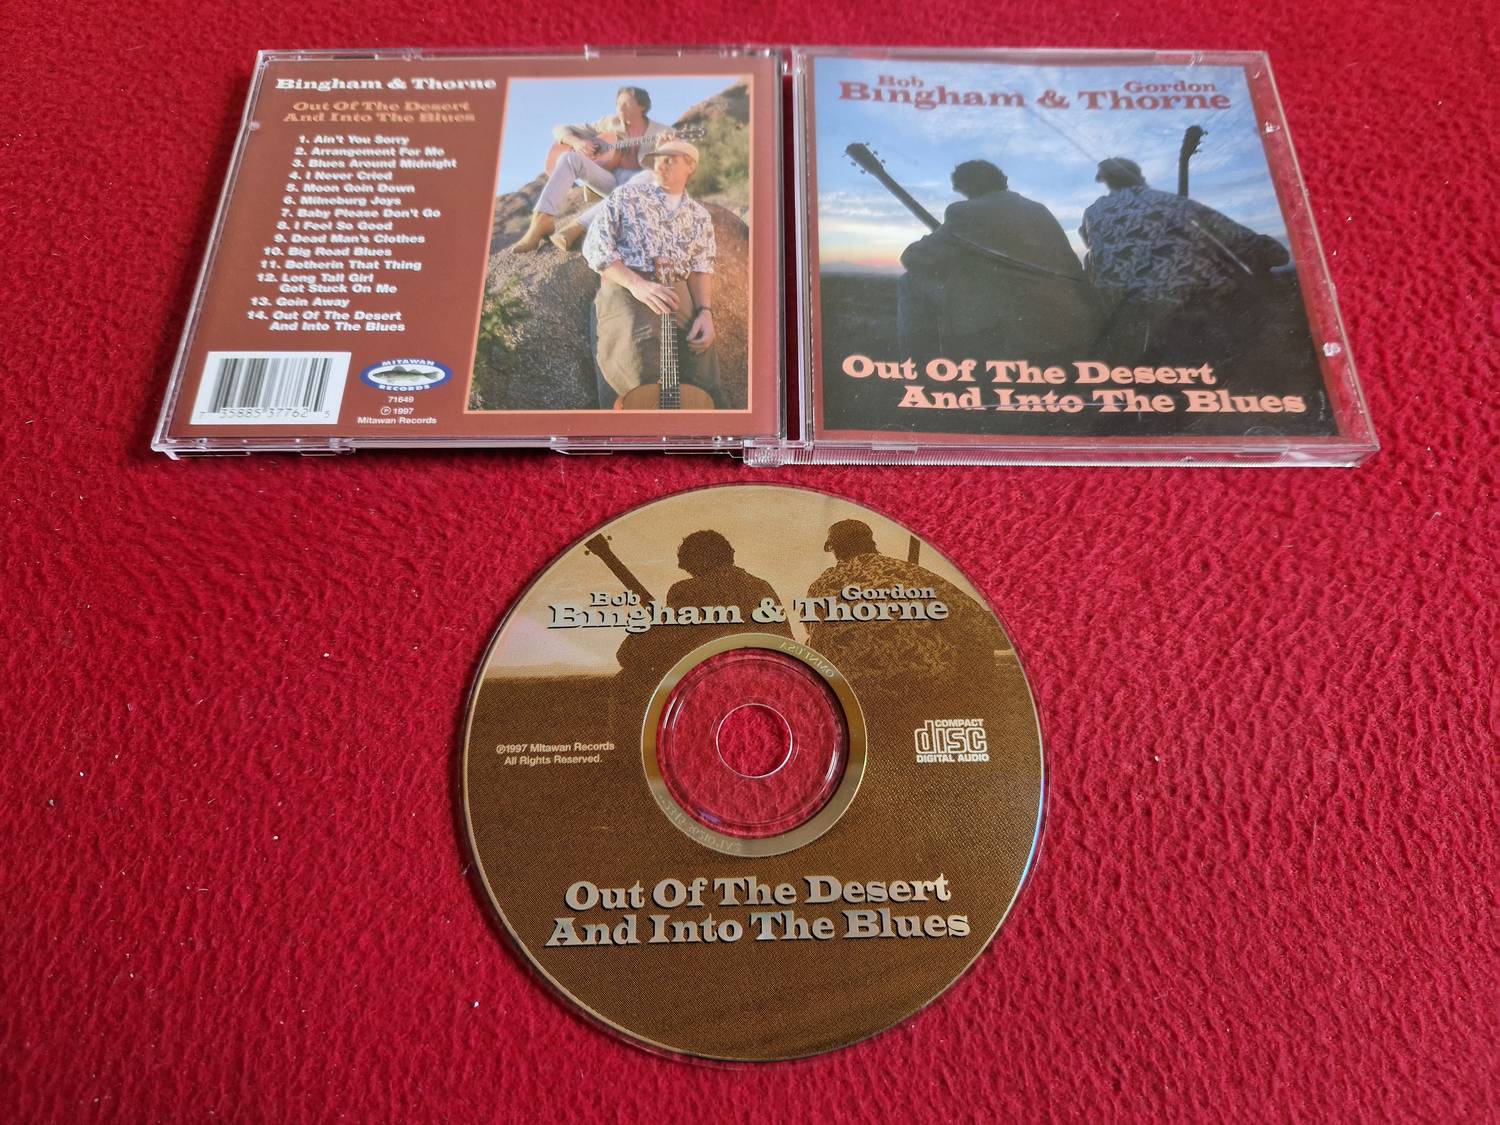 Bingham & Thorne
Out Of The Desert
And Into The Blues
1. Ain't You Sorry
2. Arrangement For Me
3. Blues Around Midnight
4. I Never Cried
5. Moon Goin Down
6. Milneburg Joys
7. Baby Please Don't Go
8. I Feel So Good
9. Dead Man's Clothes
10. Big Road Blues
11. Botherin That Thing
12. Long Tall Girl
Got Stuck On Me
13. Goin Away
14. Out Of The Desert
And Into The Blues
7 35885 37762 5
MITAWAN
RECORDS
71649
℗ 1997
Mitawan Records
Bob Gordon
Bingham & Thorne
Out Of The Desert
And Into The Blues
Bob Gordon
Bingham & Thorne
℗1997 Mitawan Records
All Rights Reserved.
COMPACT
disc
DIGITAL AUDIO
Out Of The Desert
And Into The Blues